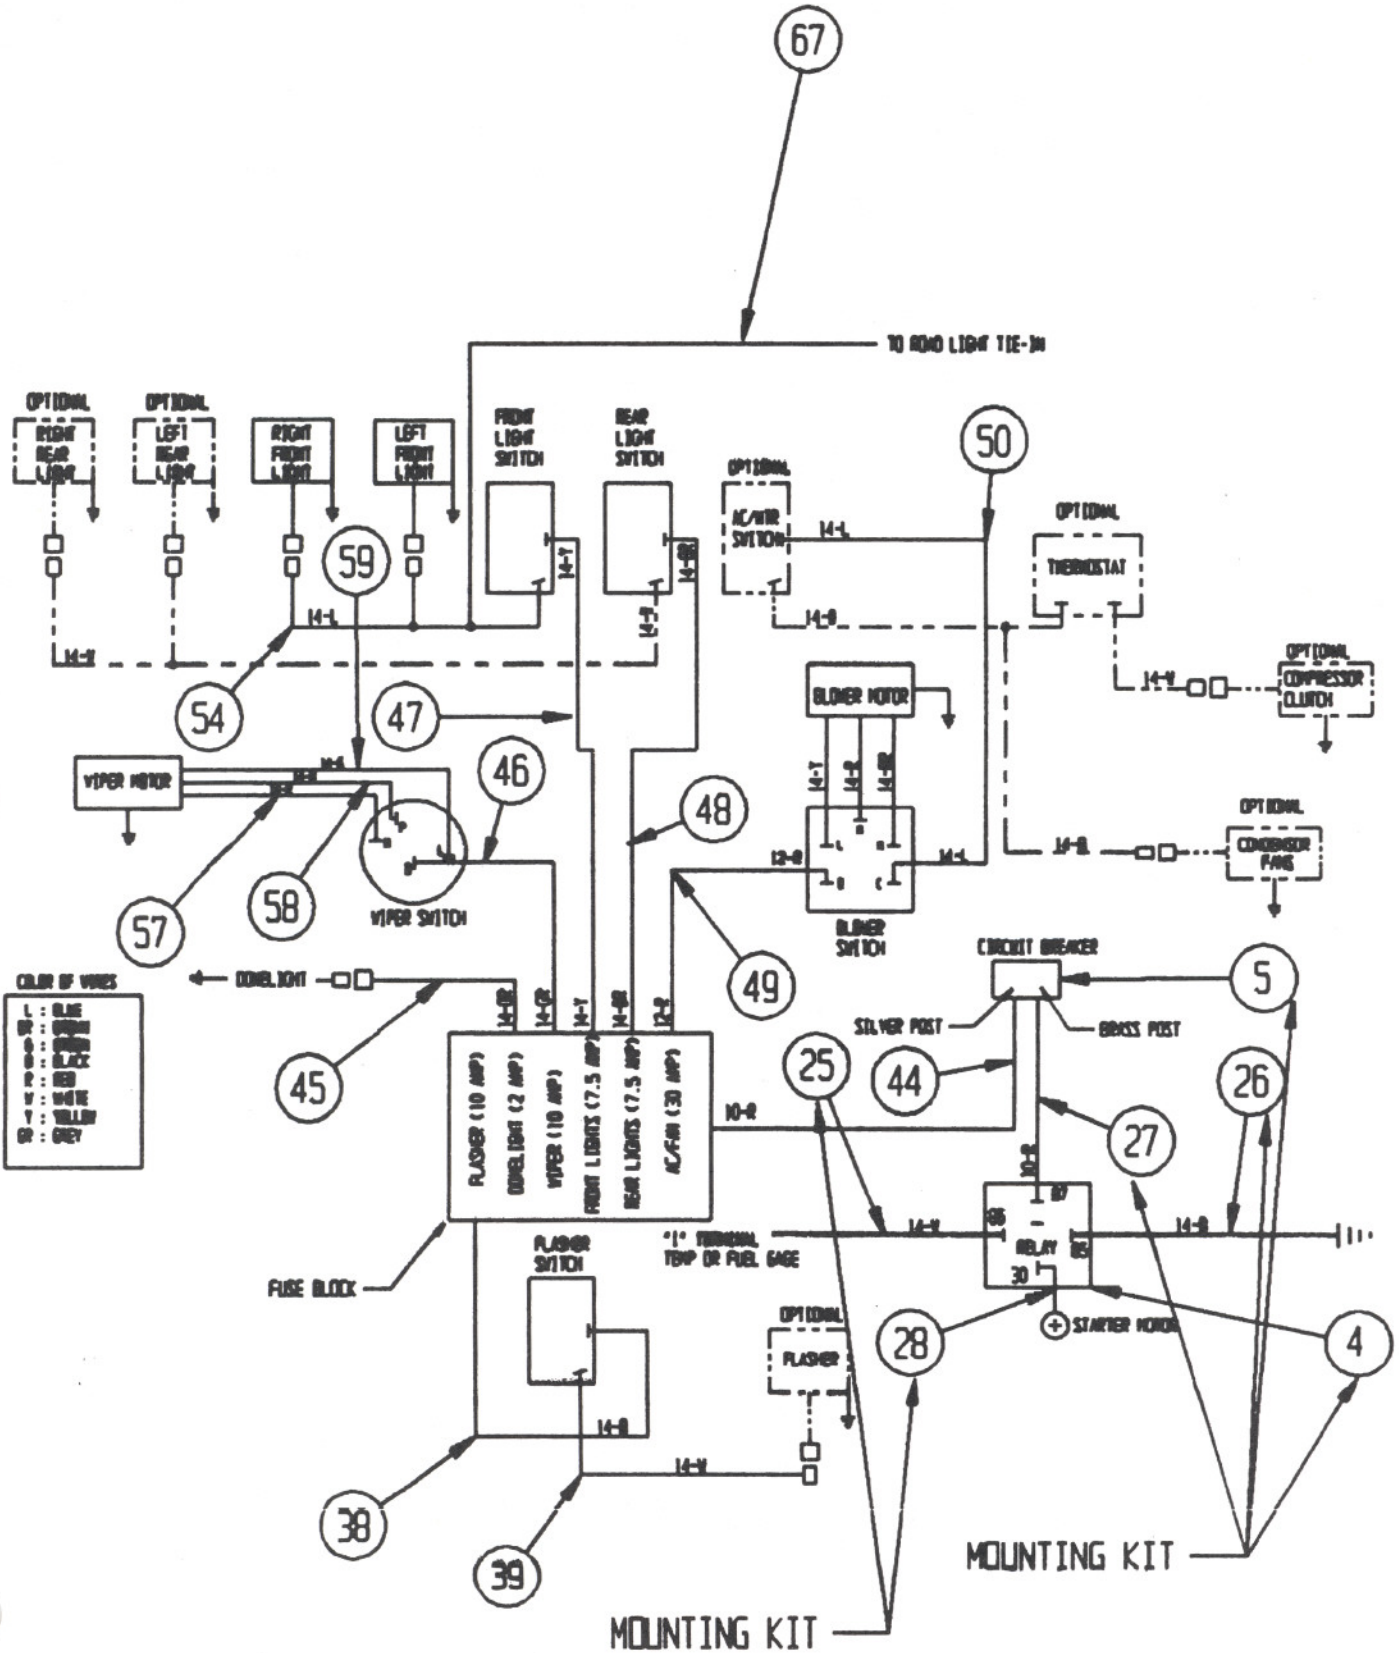 67
TO ROAD LIGHT TIE-IN
OPTIONAL
RIGHT
REAR
LIGHT
OPTIONAL
LEFT
REAR
LIGHT
RIGHT
FRONT
LIGHT
LEFT
FRONT
LIGHT
FRONT
LIGHT
SWITCH
REAR
LIGHT
SWITCH
OPTIONAL
AC/HTR
SWITCH
50
14-L
OPTIONAL
THERMOSTAT
59
14-Y
14-BR
14-L
14-W
14-W
54
47
OPTIONAL
COMPRESSOR
CLUTCH
14-W
BLOWER MOTOR
14-Y
14-R
14-BR
WIPER MOTOR
46
48
P
B
L
12-R
14-L
L
B
C
BLOWER
SWITCH
OPTIONAL
CONDENSOR
FANS
57
58
WIPER SWITCH
49
COLOR OF WIRES
L : BLUE
BR : BROWN
G : GREEN
B : BLACK
R : RED
W : WHITE
Y : YELLOW
GR : GREY
DOMELIGHT
45
14-GR
14-GR
14-Y
14-BR
12-R
FLASHER (10 AMP)
DOMELIGHT (2 AMP)
WIPER (10 AMP)
FRONT LIGHTS (7.5 AMP)
REAR LIGHTS (7.5 AMP)
AC/FAN (30 AMP)
FUSE BLOCK
CIRCUIT BREAKER
5
SILVER POST
BRASS POST
25
44
26
10-R
27
10-R
87
86
85
RELAY
30
14-W
14-B
"I" TERMINAL
TEMP OR FUEL GAGE
STARTER MOTOR
28
4
FLASHER
SWITCH
OPTIONAL
FLASHER
14-W
38
39
MOUNTING KIT
MOUNTING KIT